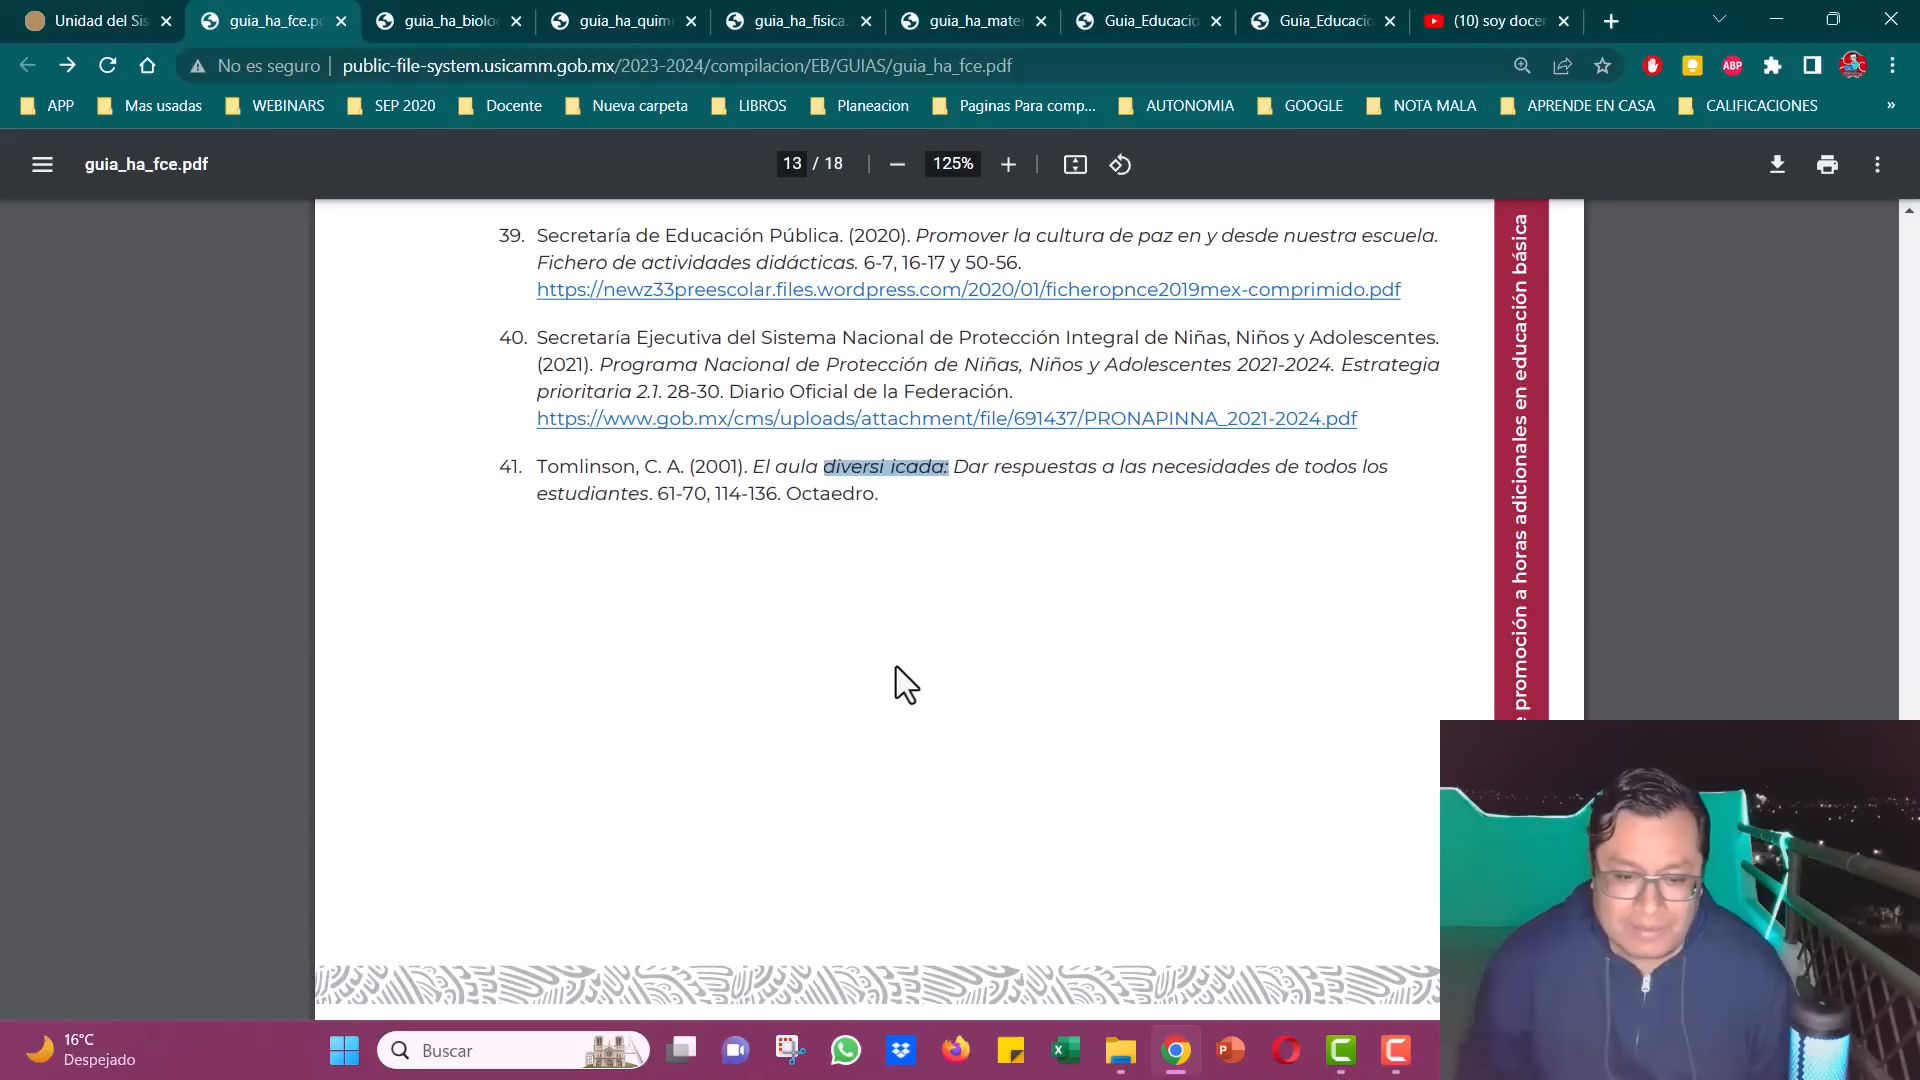 Unidad del Sis
guia_ha_fce.pd
guia_ha_biolo
guia_ha_quimi
guia_ha_fisica.
guia_ha_mate
Guia_Educacio
Guia_Educacio
(10) soy docen
No es seguro
public-file-system.usicamm.gob.mx/2023-2024/compilacion/EB/GUIAS/guia_ha_fce.pdf
ABP
APP
Mas usadas
WEBINARS
SEP 2020
Docente
Nueva carpeta
LIBROS
Planeacion
Paginas Para comp...
AUTONOMIA
GOOGLE
NOTA MALA
APRENDE EN CASA
CALIFICACIONES
»
guia_ha_fce.pdf
13 / 18
125%
39. Secretaría de Educación Pública. (2020). Promover la cultura de paz en y desde nuestra escuela.
Fichero de actividades didácticas. 6-7, 16-17 y 50-56.
https://newz33preescolar.files.wordpress.com/2020/01/ficheropnce2019mex-comprimido.pdf
40. Secretaría Ejecutiva del Sistema Nacional de Protección Integral de Niñas, Niños y Adolescentes.
(2021). Programa Nacional de Protección de Niñas, Niños y Adolescentes 2021-2024. Estrategia
prioritaria 2.1. 28-30. Diario Oficial de la Federación.
https://www.gob.mx/cms/uploads/attachment/file/691437/PRONAPINNA_2021-2024.pdf
41. Tomlinson, C. A. (2001). El aula diversi icada: Dar respuestas a las necesidades de todos los
estudiantes. 61-70, 114-136. Octaedro.
promoción a horas adicionales en educación básica
16°C
Despejado
Buscar